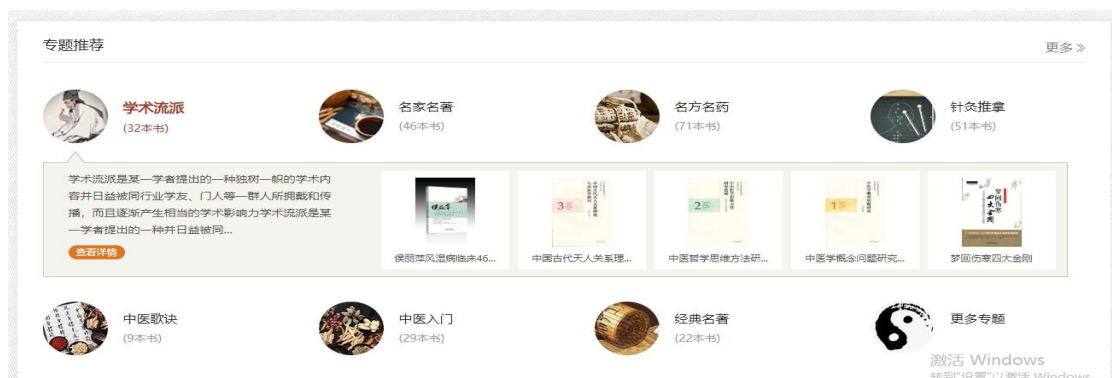 专题推荐
更多
学术流派
(32本书)
名家名著
(46本书)
名方名药
(71本书)
针灸推拿
(51本书)
学术流派是某一学者提出的一种独树一帜的学术内
容并日益被同行业学友、门人等一群人所拥戴和传
播，而且逐渐产生相当的学术影响力学术流派是某
一学者提出的一种并日益被同...
查看详情
侯丽萍风湿病临床46...
中国古代天人关系理...
中医哲学思维方法研...
中医学概念问题研究...
梦回伤寒四大金刚
中医歌诀
(9本书)
中医入门
(29本书)
经典名著
(22本书)
更多专题
激活 Windows
转到"设置"以激活 Windows